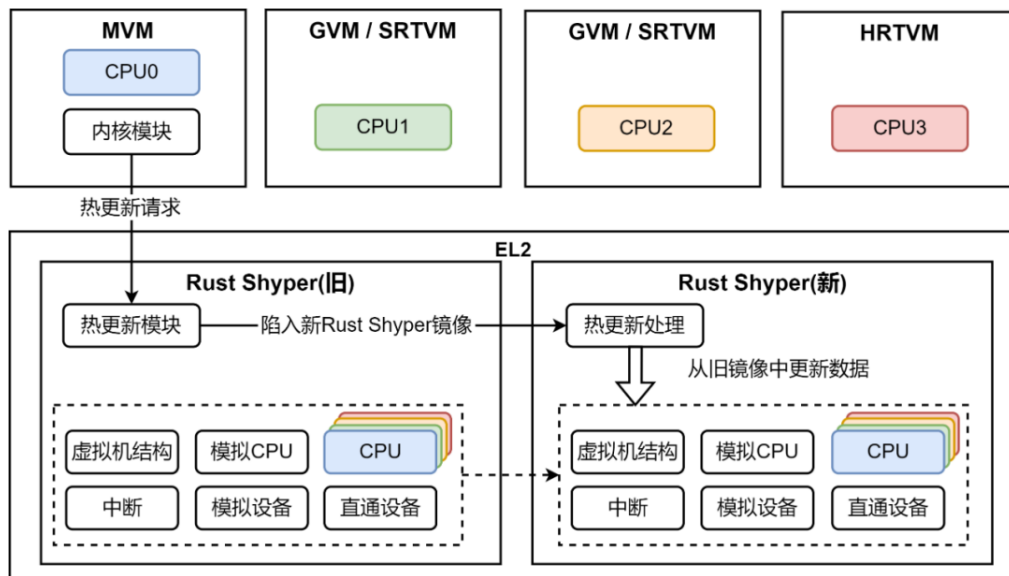 MVM
CPU0
内核模块
GVM / SRTVM
CPU1
GVM / SRTVM
CPU2
HRTVM
CPU3
热更新请求
EL2
Rust Shyper(旧)
热更新模块
陷入新Rust Shyper镜像
Rust Shyper(新)
热更新处理
从旧镜像中更新数据
虚拟机结构
模拟CPU
CPU
中断
模拟设备
直通设备
虚拟机结构
模拟CPU
CPU
中断
模拟设备
直通设备